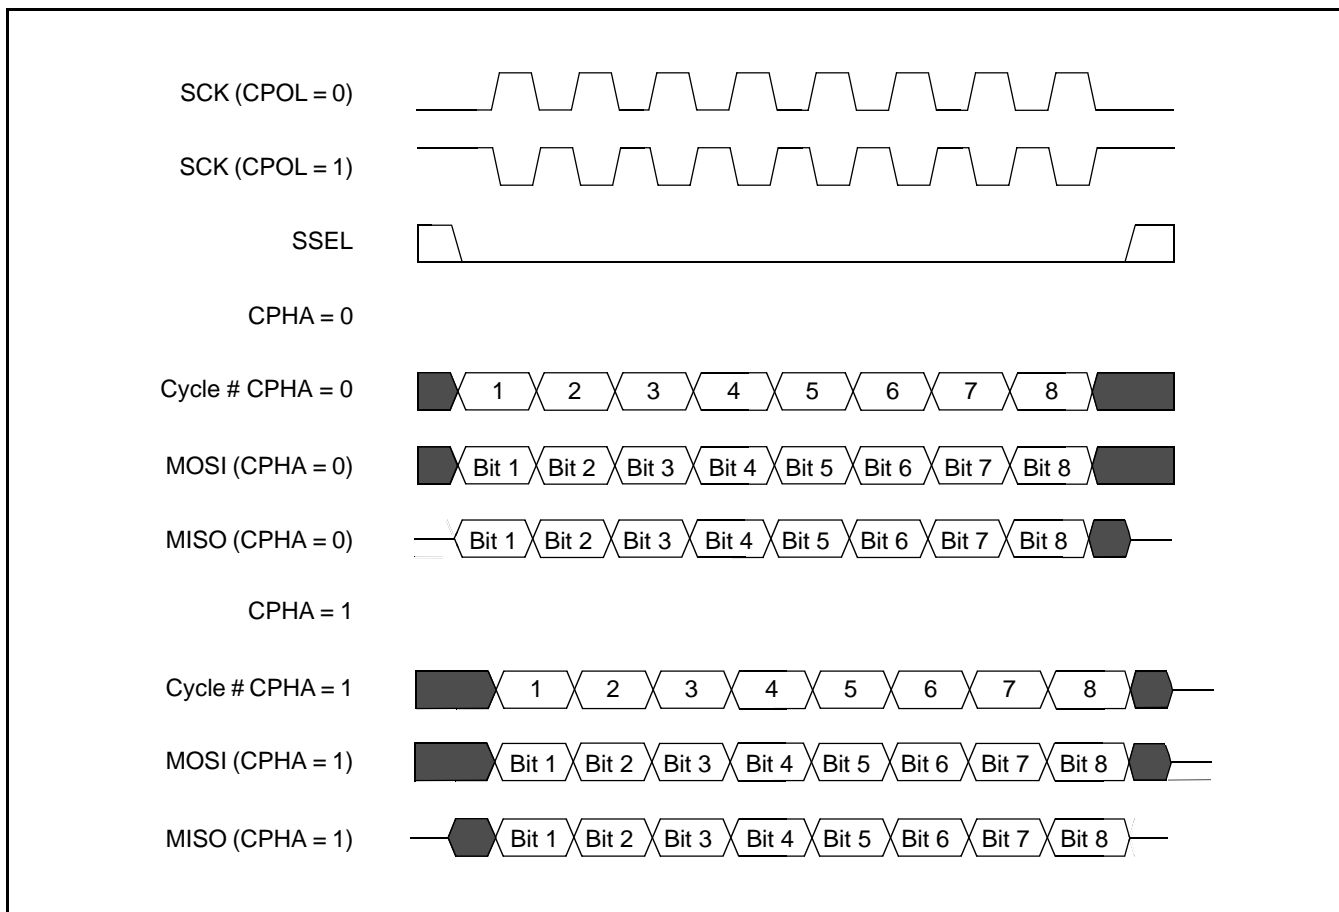 SCK (CPOL = 0)
SCK (CPOL = 1)
SSEL
CPHA = 0
Cycle # CPHA = 0 1 2 3 4 5 6 7 8
MOSI (CPHA = 0) Bit 1 Bit 2 Bit 3 Bit 4 Bit 5 Bit 6 Bit 7 Bit 8
MISO (CPHA = 0) Bit 1 Bit 2 Bit 3 Bit 4 Bit 5 Bit 6 Bit 7 Bit 8
CPHA = 1
Cycle # CPHA = 1 1 2 3 4 5 6 7 8
MOSI (CPHA = 1) Bit 1 Bit 2 Bit 3 Bit 4 Bit 5 Bit 6 Bit 7 Bit 8
MISO (CPHA = 1) Bit 1 Bit 2 Bit 3 Bit 4 Bit 5 Bit 6 Bit 7 Bit 8